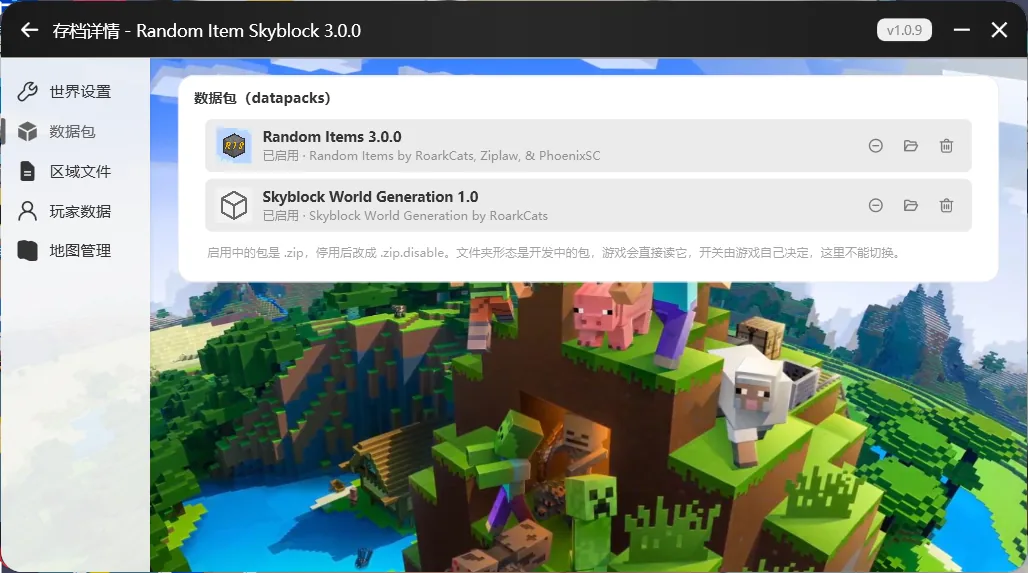 存档详情 - Random Item Skyblock 3.0.0
v1.0.9
世界设置
数据包
区域文件
玩家数据
地图管理
数据包（datapacks）
RIS
Random Items 3.0.0
已启用 · Random Items by RoarkCats, Ziplaw, & PhoenixSC
Skyblock World Generation 1.0
已启用 · Skyblock World Generation by RoarkCats
启用中的包是 .zip，停用后改成 .zip.disable。文件夹形态是开发中的包，游戏会直接读它，开关由游戏自己决定，这里不能切换。